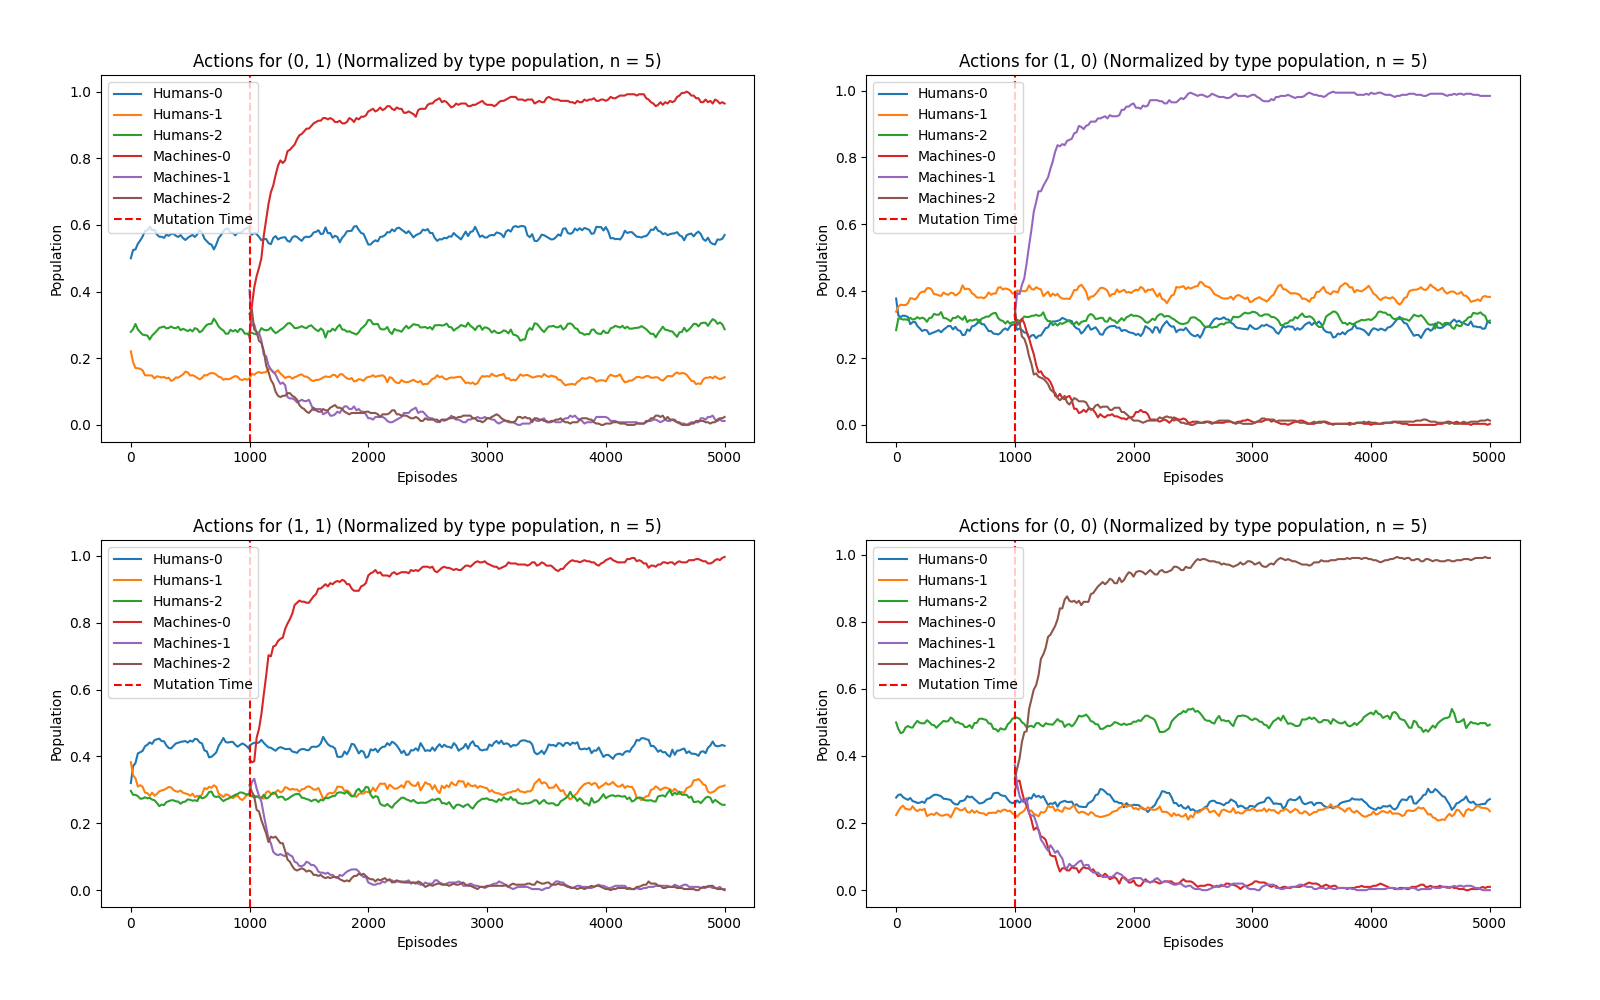 Actions for (0, 1) (Normalized by type population, n = 5)
Population
1.0
0.8
0.6
0.4
0.2
0.0
Humans-0
Humans-1
Humans-2
Machines-0
Machines-1
Machines-2
Mutation Time
0 1000 2000 3000 4000 5000
Episodes
Actions for (1, 0) (Normalized by type population, n = 5)
Population
1.0
0.8
0.6
0.4
0.2
0.0
Humans-0
Humans-1
Humans-2
Machines-0
Machines-1
Machines-2
Mutation Time
0 1000 2000 3000 4000 5000
Episodes
Actions for (1, 1) (Normalized by type population, n = 5)
Population
1.0
0.8
0.6
0.4
0.2
0.0
Humans-0
Humans-1
Humans-2
Machines-0
Machines-1
Machines-2
Mutation Time
0 1000 2000 3000 4000 5000
Episodes
Actions for (0, 0) (Normalized by type population, n = 5)
Population
1.0
0.8
0.6
0.4
0.2
0.0
Humans-0
Humans-1
Humans-2
Machines-0
Machines-1
Machines-2
Mutation Time
0 1000 2000 3000 4000 5000
Episodes